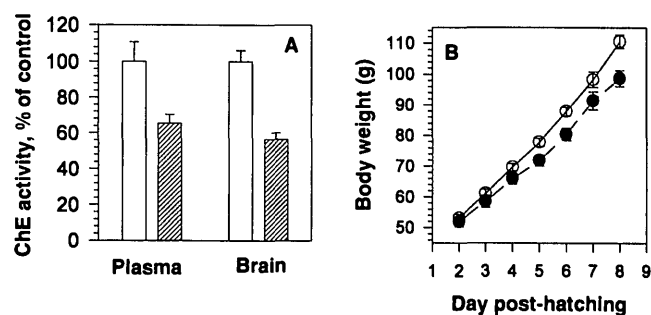 A
ChE activity, % of control
120
100
80
60
40
20
0
Plasma
Brain
B
Body weight (g)
110
100
90
80
70
60
50
1 2 3 4 5 6 7 8 9
Day post-hatching